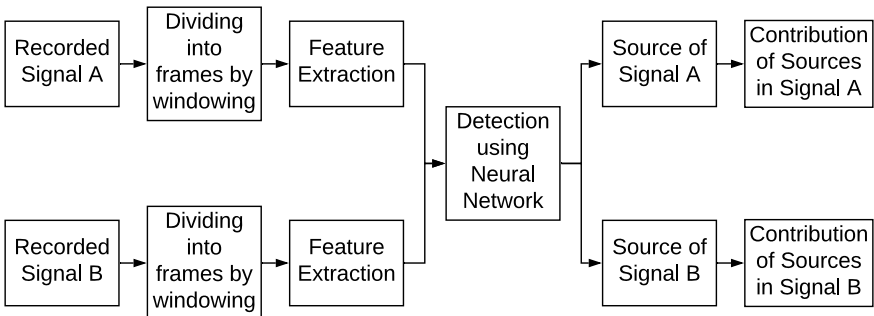 Recorded
Signal A
Dividing
into
frames by
windowing
Feature
Extraction
Source of
Signal A
Contribution
of Sources
in Signal A
Detection
using
Neural
Network
Recorded
Signal B
Dividing
into
frames by
windowing
Feature
Extraction
Source of
Signal B
Contribution
of Sources
in Signal B